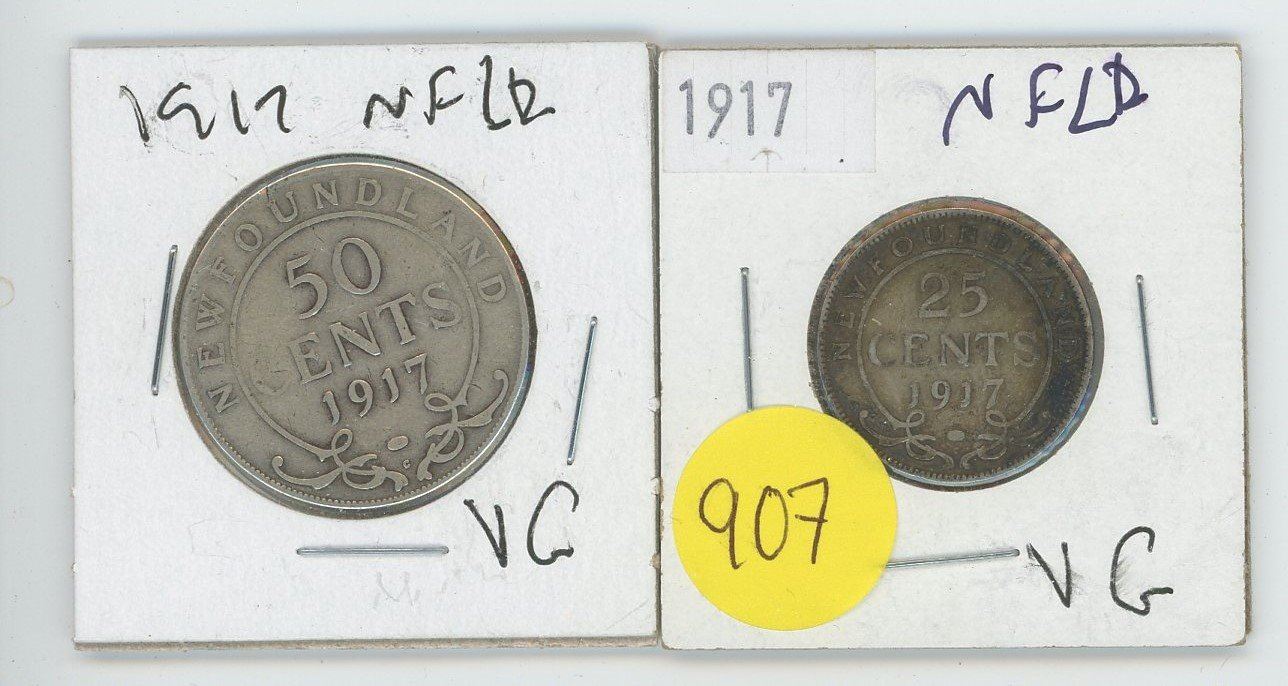 1917 NFLD
NEWFOUNDLAND
50
CENTS
1917
C
VG
1917
NFLD
NEWFOUNDLAND
25
CENTS
1917
907
VG